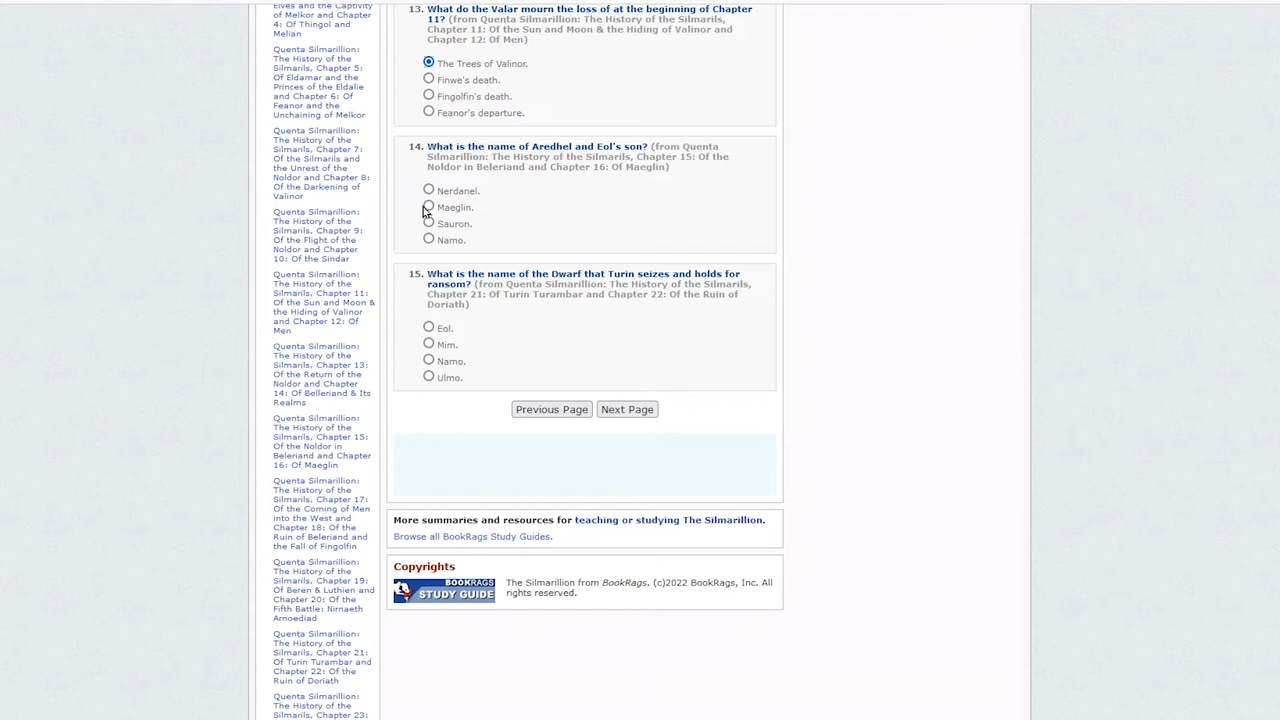 Elves and the Captivity
of Melkor and Chapter
4: Of Thingol and
Melian
Quenta Silmarillion:
The History of the
Silmarils, Chapter 5:
Of Eldamar and the
Princes of the Eldalie
and Chapter 6: Of
Feanor and the
Unchaining of Melkor
Quenta Silmarillion:
The History of the
Silmarils, Chapter 7:
Of the Silmarils and
the Unrest of the
Noldor and Chapter 8:
Of the Darkening of
Valinor
Quenta Silmarillion:
The History of the
Silmarils, Chapter 9:
Of the Flight of the
Noldor and Chapter
10: Of the Sindar
Quenta Silmarillion:
The History of the
Silmarils, Chapter 11:
Of the Sun and Moon &
the Hiding of Valinor
and Chapter 12: Of
Men
Quenta Silmarillion:
The History of the
Silmarils, Chapter 13:
Of the Return of the
Noldor and Chapter
14: Of Belleriand & Its
Realms
Quenta Silmarillion:
The History of the
Silmarils, Chapter 15:
Of the Noldor in
Beleriand and Chapter
16: Of Maeglin
Quenta Silmarillion:
The History of the
Silmarils, Chapter 17:
Of the Coming of Men
into the West and
Chapter 18: Of the
Ruin of Beleriand and
the Fall of Fingolfin
Quenta Silmarillion:
The History of the
Silmarils, Chapter 19:
Of Beren & Luthien and
Chapter 20: Of the
Fifth Battle: Nirnaeth
Arnoediad
Quenta Silmarillion:
The History of the
Silmarils, Chapter 21:
Of Turin Turambar and
Chapter 22: Of the
Ruin of Doriath
Quenta Silmarillion:
The History of the
Silmarils, Chapter 23:
13. What do the Valar mourn the loss of at the beginning of Chapter
11? (from Quenta Silmarillion: The History of the Silmarils,
Chapter 11: Of the Sun and Moon & the Hiding of Valinor and
Chapter 12: Of Men)
The Trees of Valinor.
Finwe's death.
Fingolfin's death.
Feanor's departure.
14. What is the name of Aredhel and Eol's son? (from Quenta
Silmarillion: The History of the Silmarils, Chapter 15: Of the
Noldor in Beleriand and Chapter 16: Of Maeglin)
Nerdanel.
Maeglin.
Sauron.
Namo.
15. What is the name of the Dwarf that Turin seizes and holds for
ransom? (from Quenta Silmarillion: The History of the Silmarils,
Chapter 21: Of Turin Turambar and Chapter 22: Of the Ruin of
Doriath)
Eol.
Mim.
Namo.
Ulmo.
Previous Page Next Page
More summaries and resources for teaching or studying The Silmarillion.
Browse all BookRags Study Guides.
Copyrights
BOOKRAGS
STUDY GUIDE
The Silmarillion from BookRags. (c)2022 BookRags, Inc. All
rights reserved.